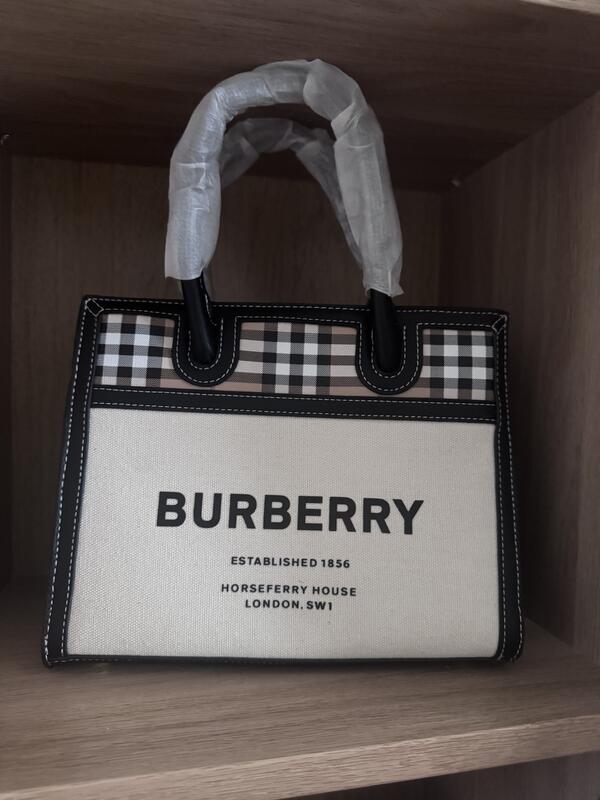 BURBERRY
ESTABLISHED 1856
HORSEFERRY HOUSE
LONDON. SW1